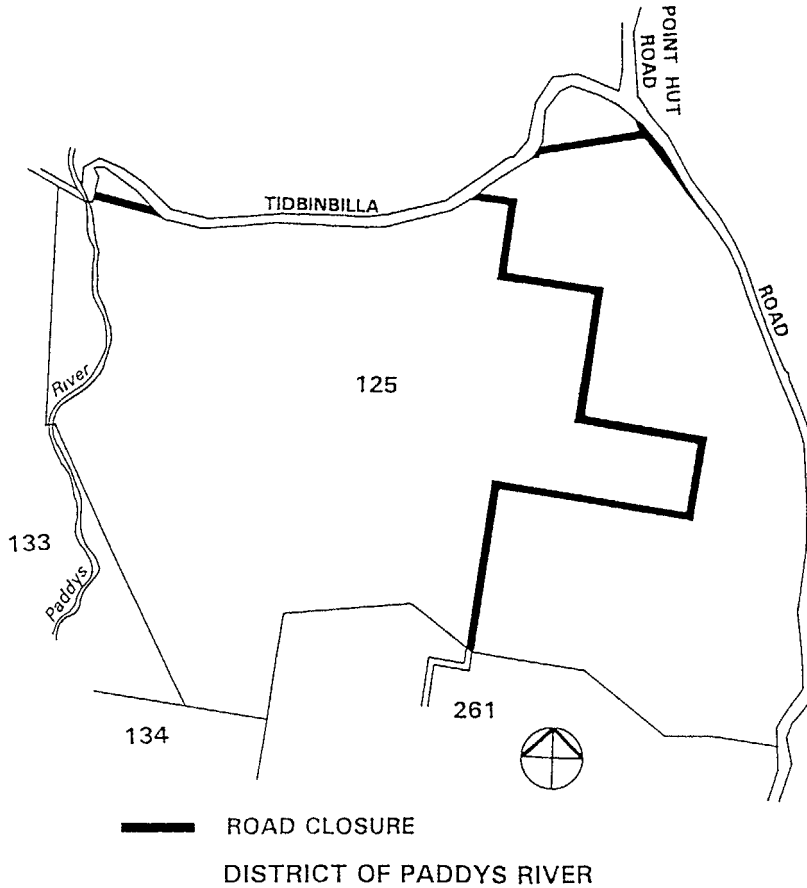 POINT HUT
ROAD
TIDBINBILLA
ROAD
River
125
133
Paddys
261
134
ROAD CLOSURE
DISTRICT OF PADDYS RIVER